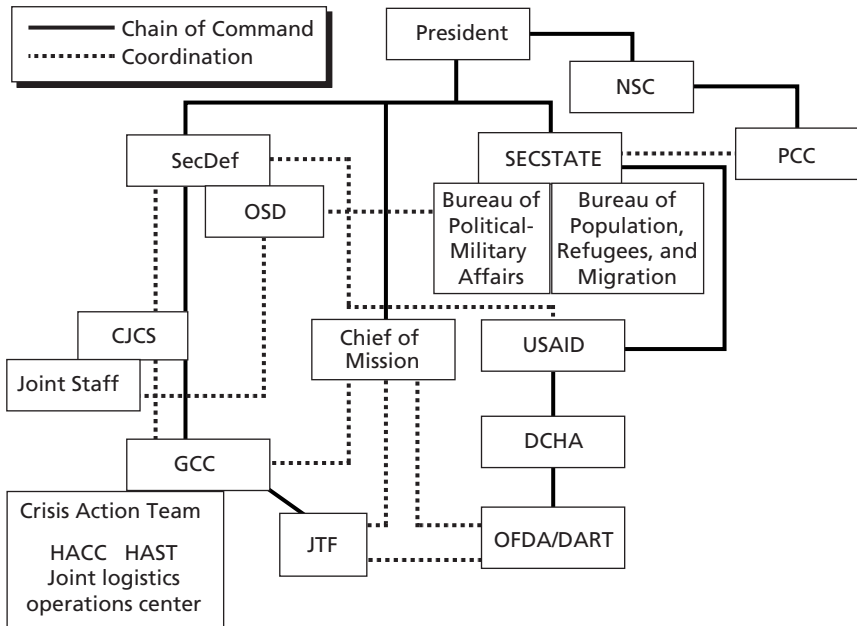 Chain of Command
Coordination
President
NSC
PCC
SecDef
OSD
SECSTATE
Bureau of
Political-
Military
Affairs
Bureau of
Population,
Refugees, and
Migration
CJCS
Joint Staff
Chief of
Mission
USAID
DCHA
GCC
Crisis Action Team
HACC HAST
Joint logistics
operations center
JTF
OFDA/DART